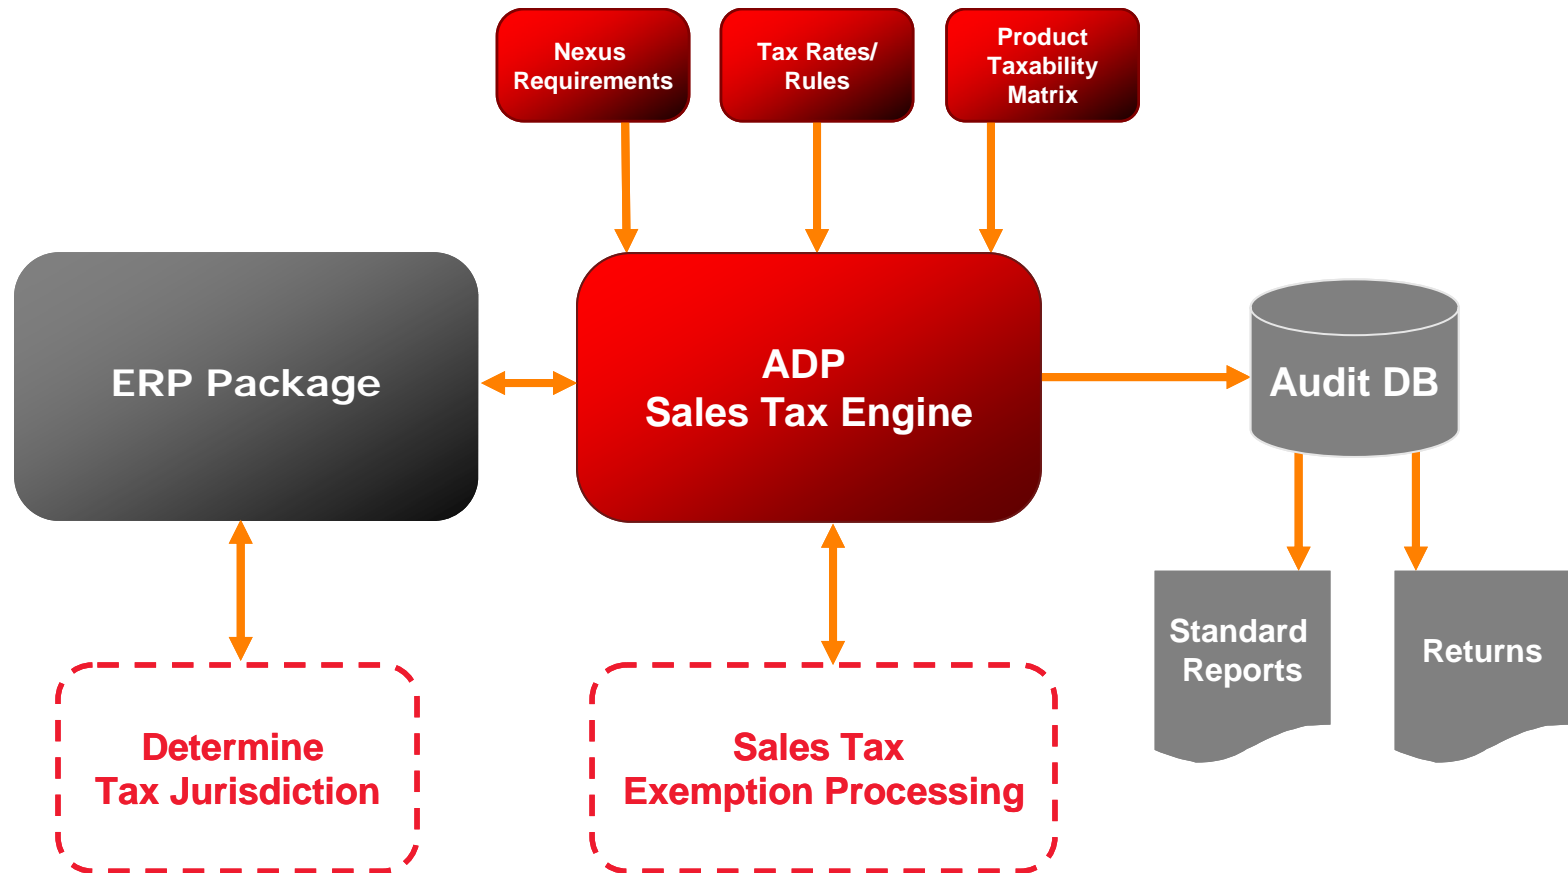 Nexus
Requirements
Tax Rates/
Rules
Product
Taxability
Matrix
ERP Package
ADP
Sales Tax Engine
Audit DB
Standard
Reports
Returns
Determine
Tax Jurisdiction
Sales Tax
Exemption Processing